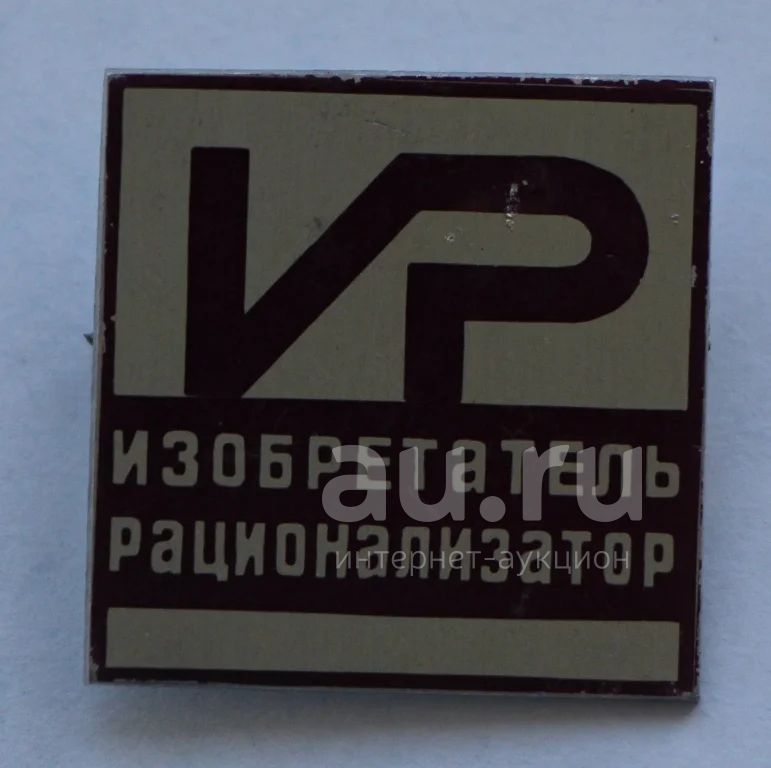 ИР
ИЗОБРЕТаТЕЛЬ
РаЦИОНаЛИЗаТОР
au.ru
интернет-аукцион